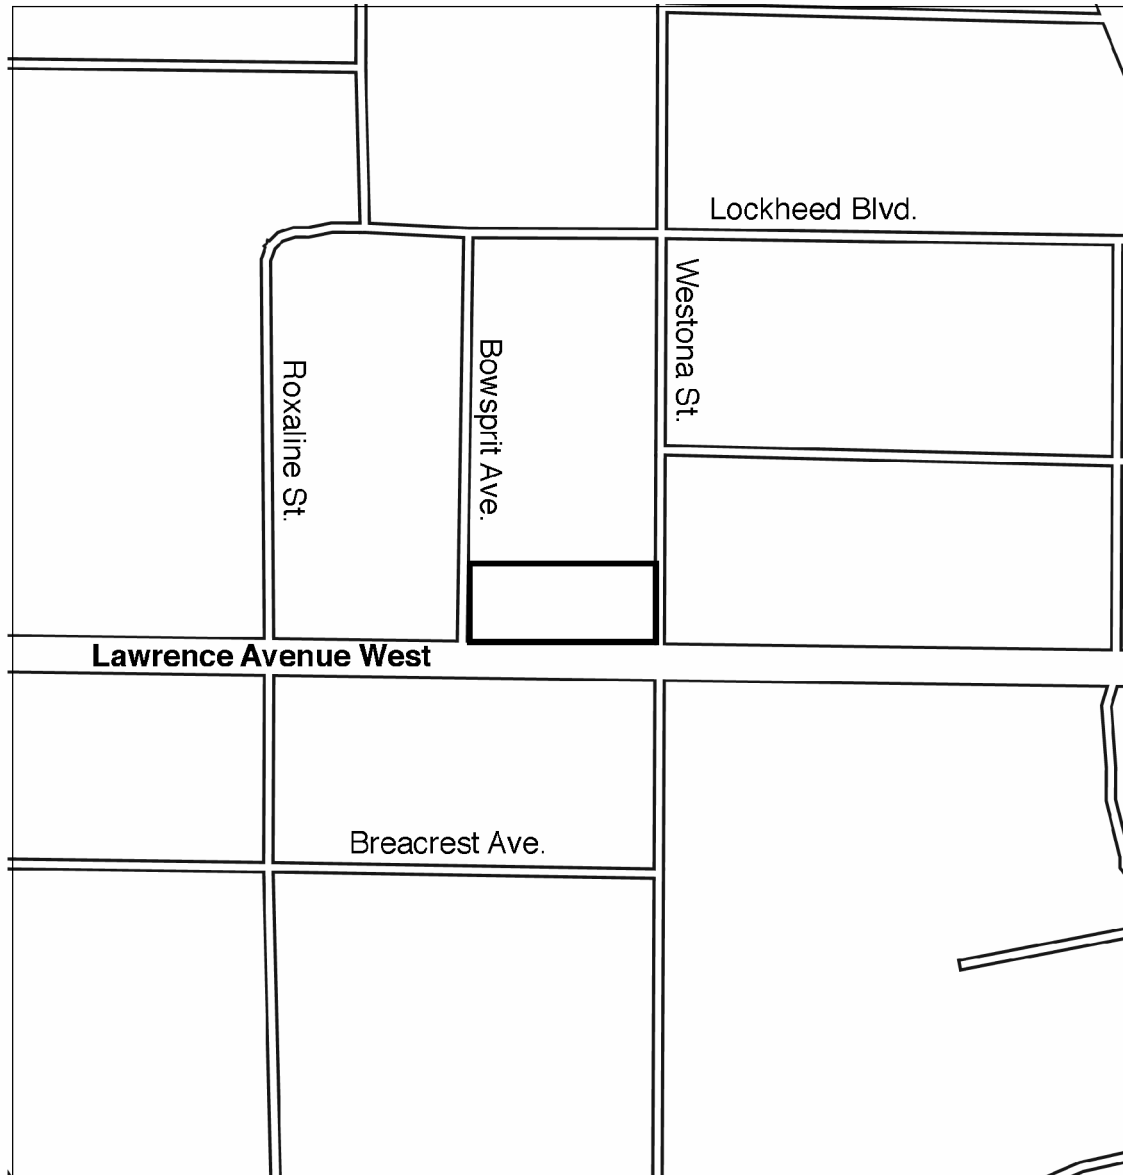 Lockheed Blvd.
Westona St.
Bowsprit Ave.
Roxaline St.
Lawrence Avenue West
Breacrest Ave.